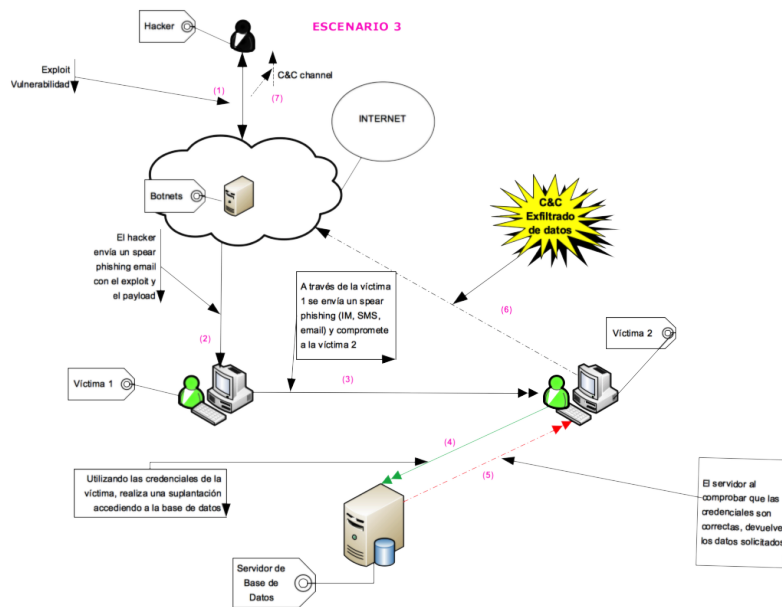 ESCENARIO 3
Hacker
Exploit
Vulnerabilidad
(1)
C&C channel
(7)
INTERNET
Botnets
C&C
Exfiltrado
de datos
El hacker
envía un spear
phishing email
con el exploit y
el payload
A través de la víctima
1 se envía un spear
phishing (IM, SMS,
email) y compromete
a la víctima 2
(6)
Víctima 2
(2)
Víctima 1
(3)
(4)
(5)
Utilizando las credenciales de la
víctima, realiza una suplantación
accediendo a la base de datos
El servidor al
comprobar que las
credenciales son
correctas, devuelve
los datos solicitados
Servidor de
Base de
Datos